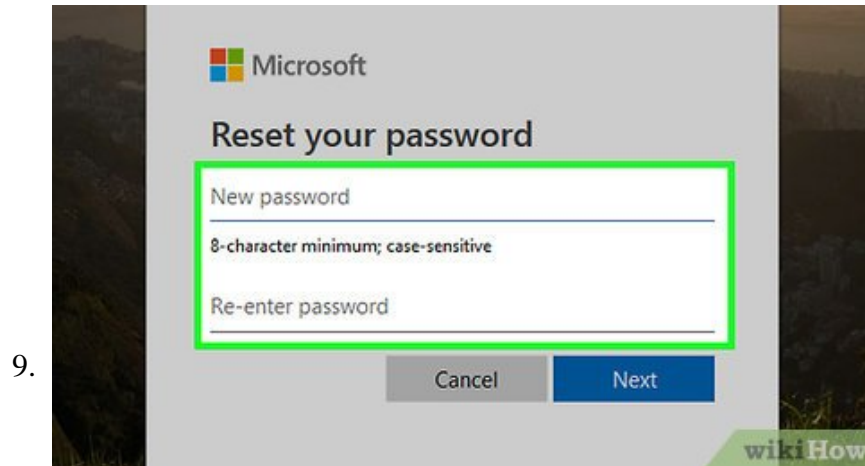 Microsoft
Reset your password
New password
8-character minimum; case-sensitive
Re-enter password
9.
Cancel Next
wikiHow